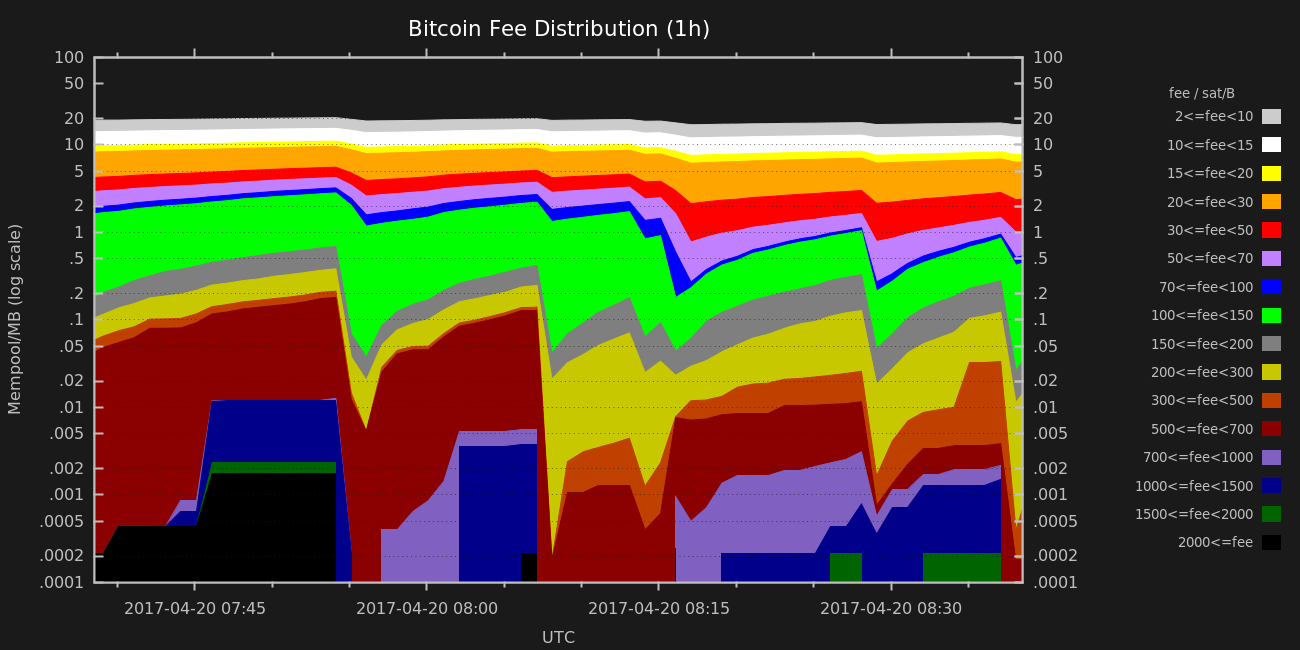 Bitcoin Fee Distribution (1h)
Mempool/MB (log scale)
100
50
20
10
5
2
1
.5
.2
.1
.05
.02
.01
.005
.002
.001
.0005
.0002
.0001
100
50
20
10
5
2
1
.5
.2
.1
.05
.02
.01
.005
.002
.001
.0005
.0002
.0001
2017-04-20 07:45
2017-04-20 08:00
2017-04-20 08:15
2017-04-20 08:30
UTC
fee / sat/B
2<=fee<10
10<=fee<15
15<=fee<20
20<=fee<30
30<=fee<50
50<=fee<70
70<=fee<100
100<=fee<150
150<=fee<200
200<=fee<300
300<=fee<500
500<=fee<700
700<=fee<1000
1000<=fee<1500
1500<=fee<2000
2000<=fee